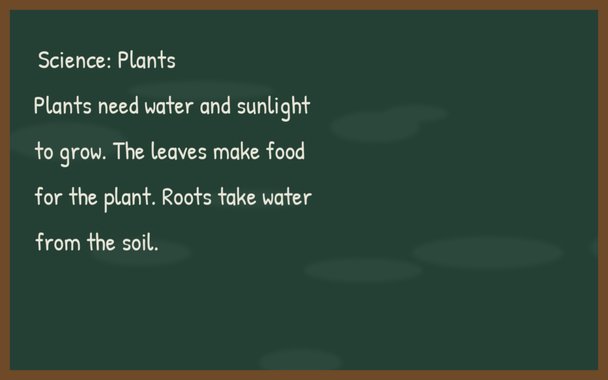 Science: Plants
Plants need water and sunlight
to grow. The leaves make food
for the plant. Roots take water
from the soil.